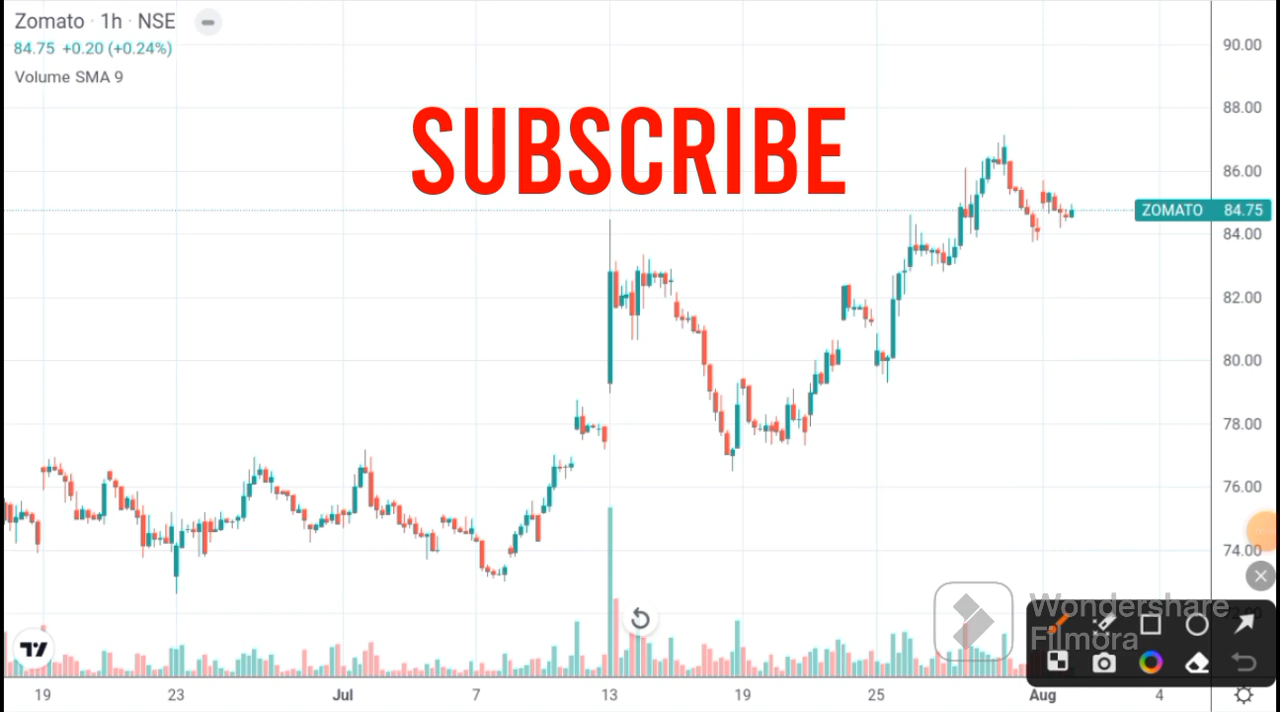 Zomato · 1h · NSE
84.75 +0.20 (+0.24%)
Volume SMA 9
SUBSCRIBE
90.00
88.00
86.00
ZOMATO 84.75
84.00
82.00
80.00
78.00
76.00
74.00
72.00
Wondershare
Filmora
19 23 Jul 7 13 19 25 Aug 4